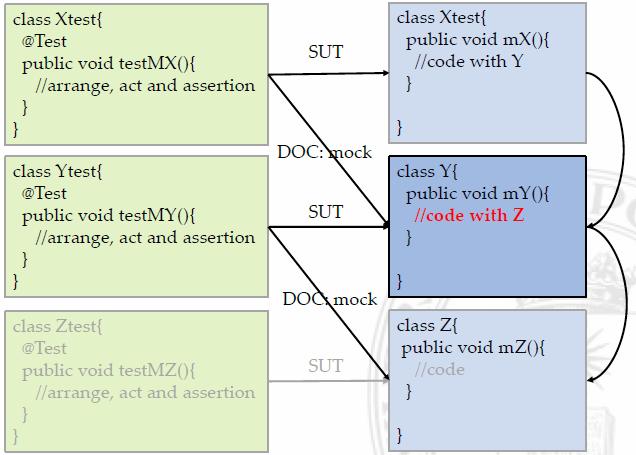 class Xtest{
@Test
public void testMX(){
//arrange, act and assertion
}
}
SUT
class Xtest{
public void mX(){
//code with Y
}
}
DOC: mock
class Ytest{
@Test
public void testMY(){
//arrange, act and assertion
}
}
SUT
class Y{
public void mY(){
//code with Z
}
}
DOC: mock
class Ztest{
@Test
public void testMZ(){
//arrange, act and assertion
}
}
SUT
class Z{
public void mZ(){
//code
}
}